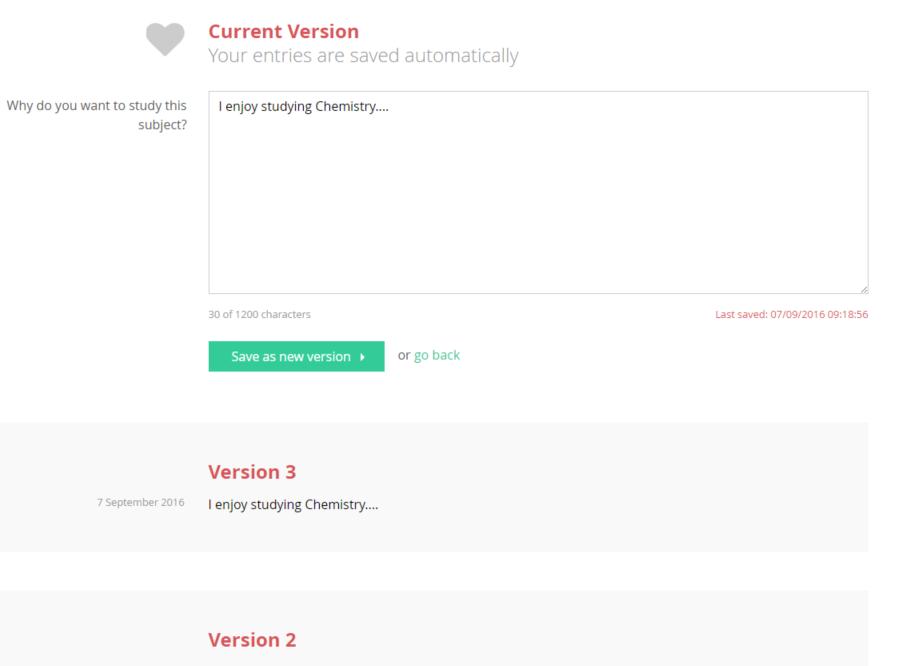 Current Version
Your entries are saved automatically
Why do you want to study this
subject?
I enjoy studying Chemistry....
30 of 1200 characters
Last saved: 07/09/2016 09:18:56
Save as new version
or go back
Version 3
7 September 2016
I enjoy studying Chemistry....
Version 2